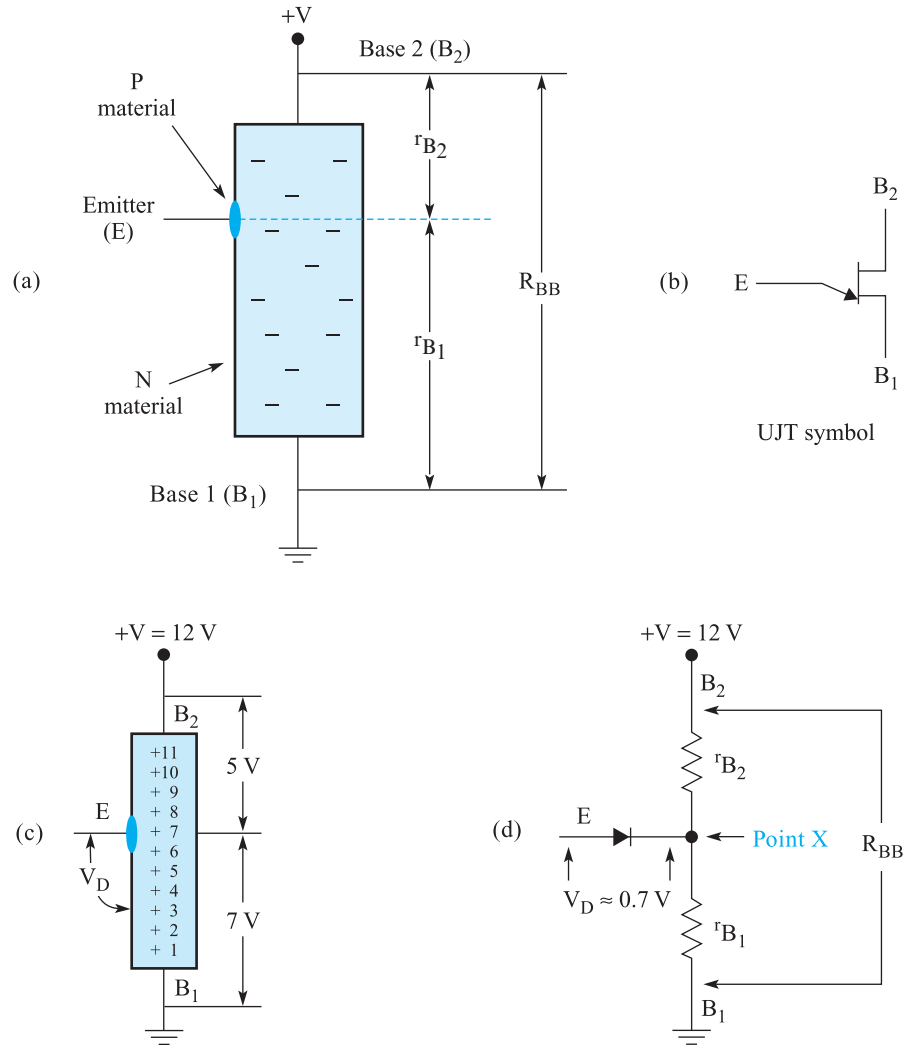 +V
Base 2 (B2)
P
material
rB2
Emitter
(E)
B2
(a)
RBB
(b)
E
rB1
N
material
B1
UJT symbol
Base 1 (B1)
+V = 12 V
B2
+11
+10
+ 9
+ 8
+ 7
+ 6
+ 5
+ 4
+ 3
+ 2
+ 1
5 V
(c)
E
VD
7 V
B1
+V = 12 V
B2
rB2
(d)
E
Point X
RBB
VD ≈ 0.7 V
rB1
B1